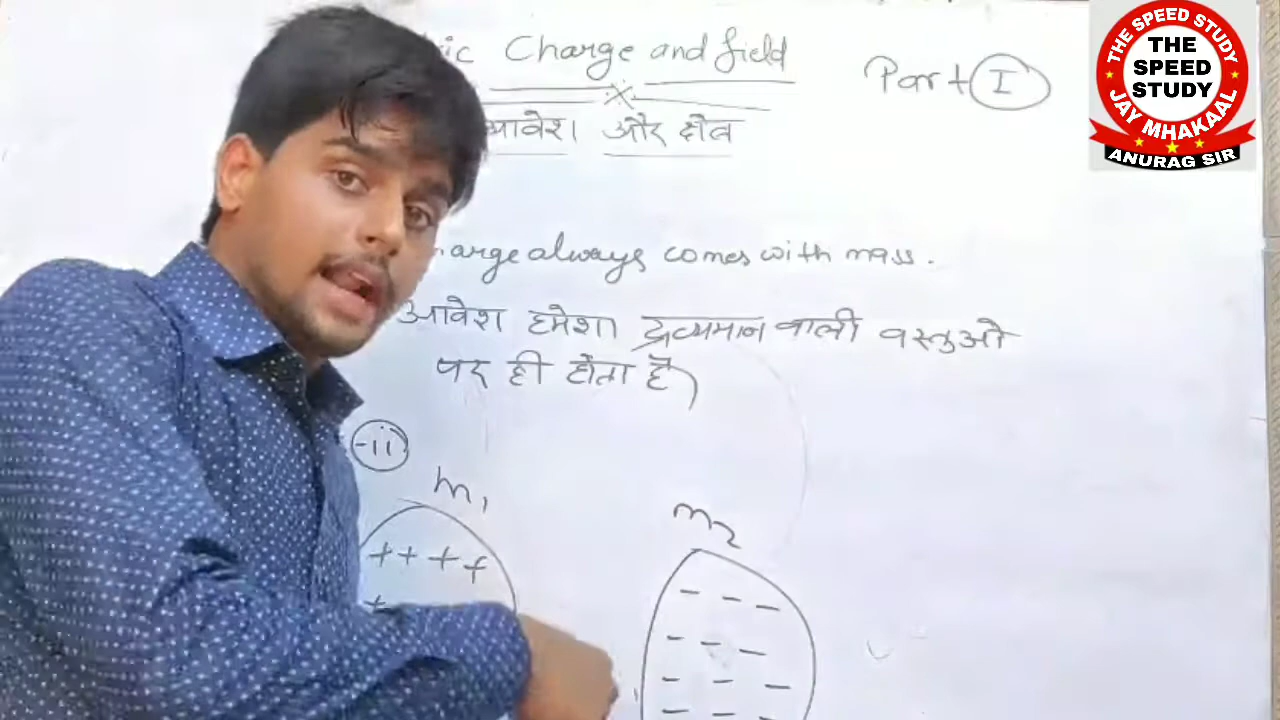 ic Charge and field
Part I
आवेश और क्षेत्र
THE SPEED STUDY
THE
SPEED
STUDY
JAY MHAKAAL
ANURAG SIR
harge always comes with mass.
आवेश हमेशा द्रव्यमान वाली वस्तुओ
पर ही होता है
ii
m1
m2
+ + + +
+
- - -
- - -
- - -
- - -